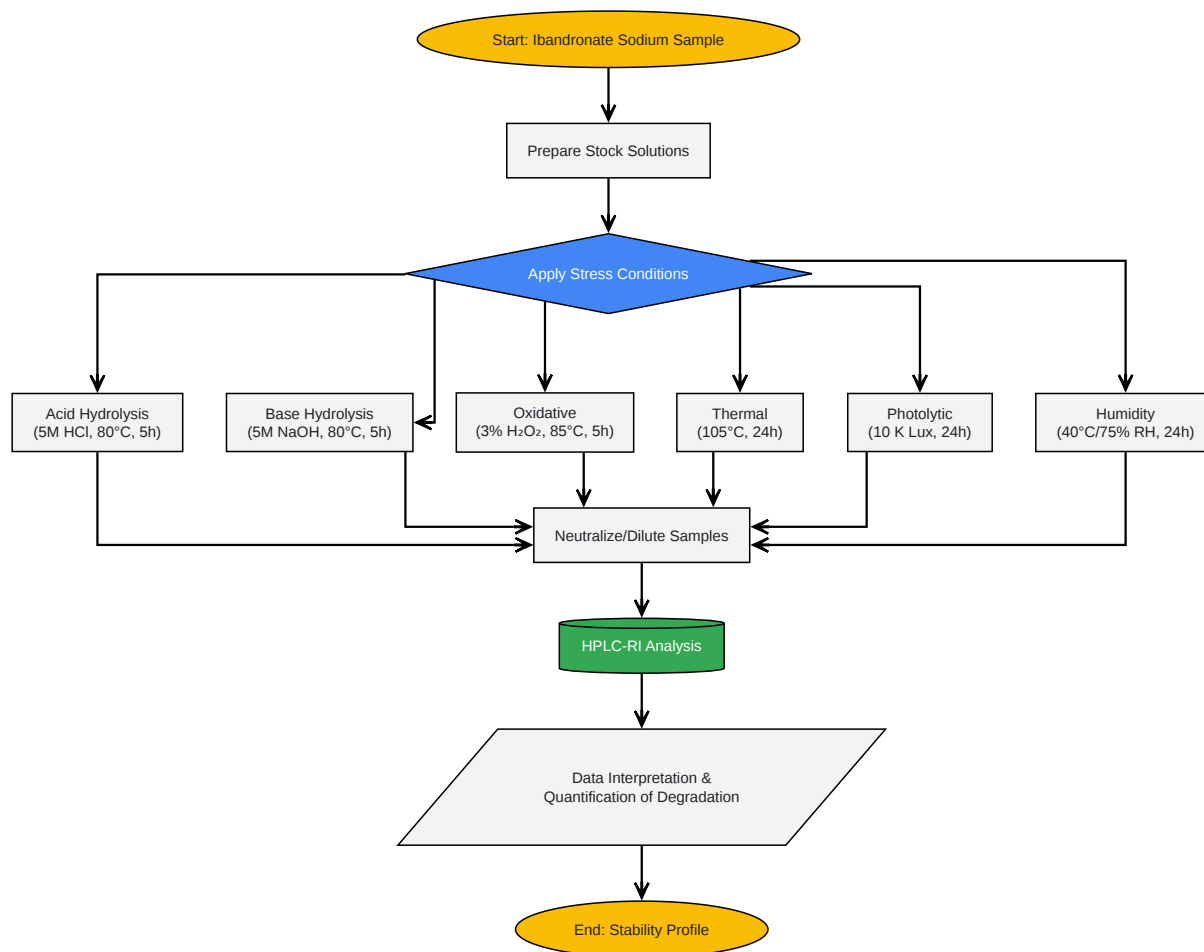 Start: Ibandronate Sodium Sample
Prepare Stock Solutions
Apply Stress Conditions
Acid Hydrolysis
(5M HCl, 80°C, 5h)
Base Hydrolysis
(5M NaOH, 80°C, 5h)
Oxidative
(3% H₂O₂, 85°C, 5h)
Thermal
(105°C, 24h)
Photolytic
(10 K Lux, 24h)
Humidity
(40°C/75% RH, 24h)
Neutralize/Dilute Samples
HPLC-RI Analysis
Data Interpretation &
Quantification of Degradation
End: Stability Profile